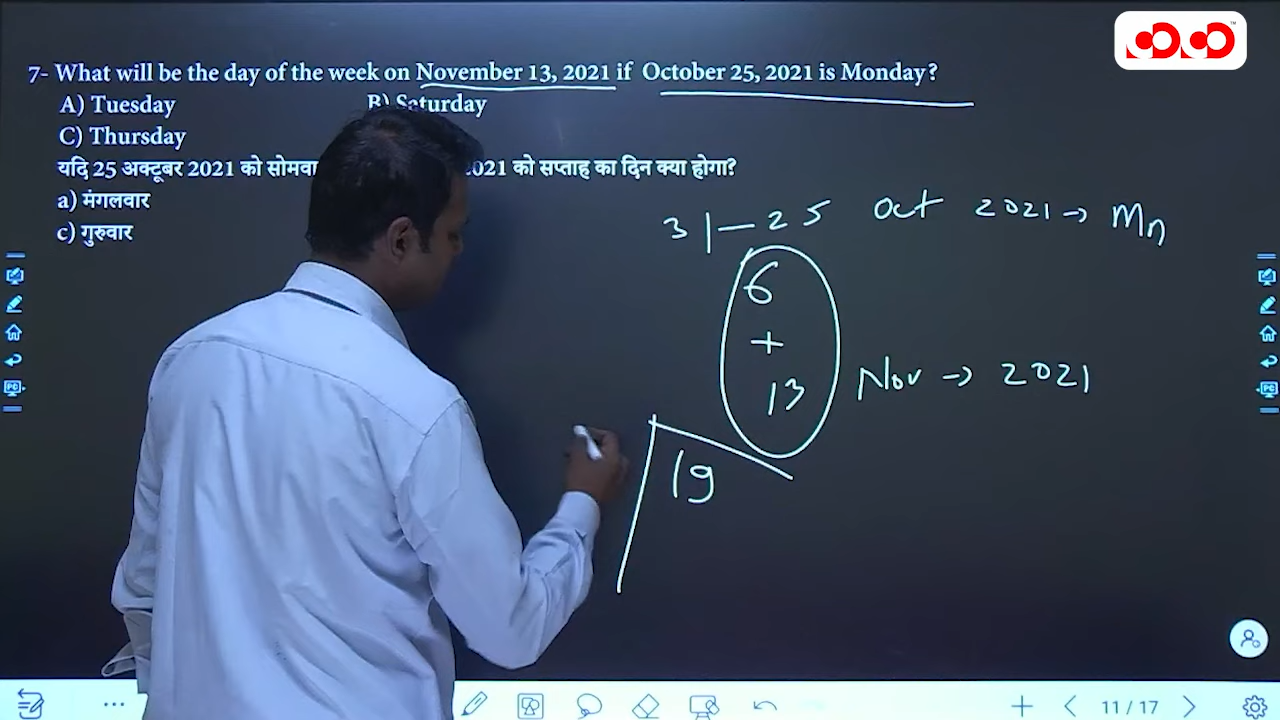 7- What will be the day of the week on November 13, 2021 if October 25, 2021 is Monday?
A) Tuesday B) Saturday
C) Thursday
यदि 25 अक्टूबर 2021 को 2021 को सप्ताह का दिन क्या होगा?
a) मंगलवार
c) गुरुवार
31-25 Oct 2021 → Mn
6
+
13 Nov → 2021
19
PC PC
11 / 17